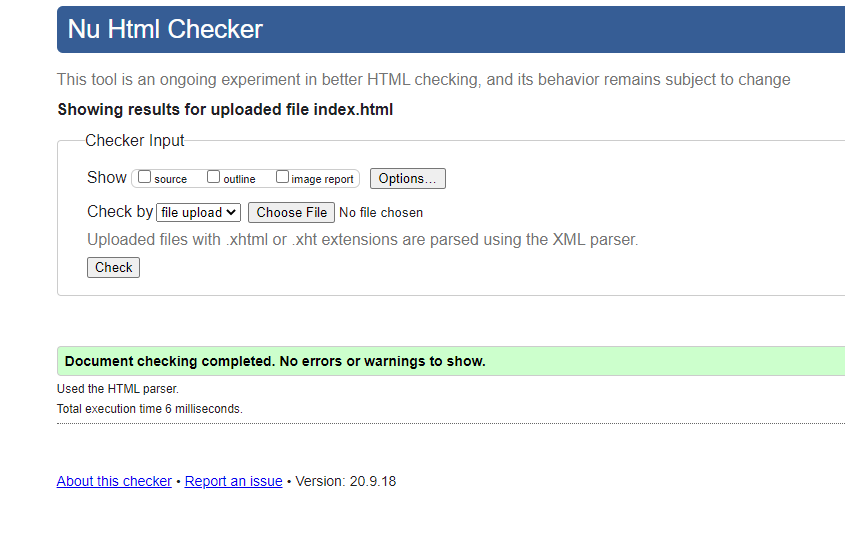 Nu Html Checker
This tool is an ongoing experiment in better HTML checking, and its behavior remains subject to change
Showing results for uploaded file index.html
Checker Input
Show source outline image report Options...
Check by file upload Choose File No file chosen
Uploaded files with .xhtml or .xht extensions are parsed using the XML parser.
Check
Document checking completed. No errors or warnings to show.
Used the HTML parser.
Total execution time 6 milliseconds.
About this checker • Report an issue • Version: 20.9.18